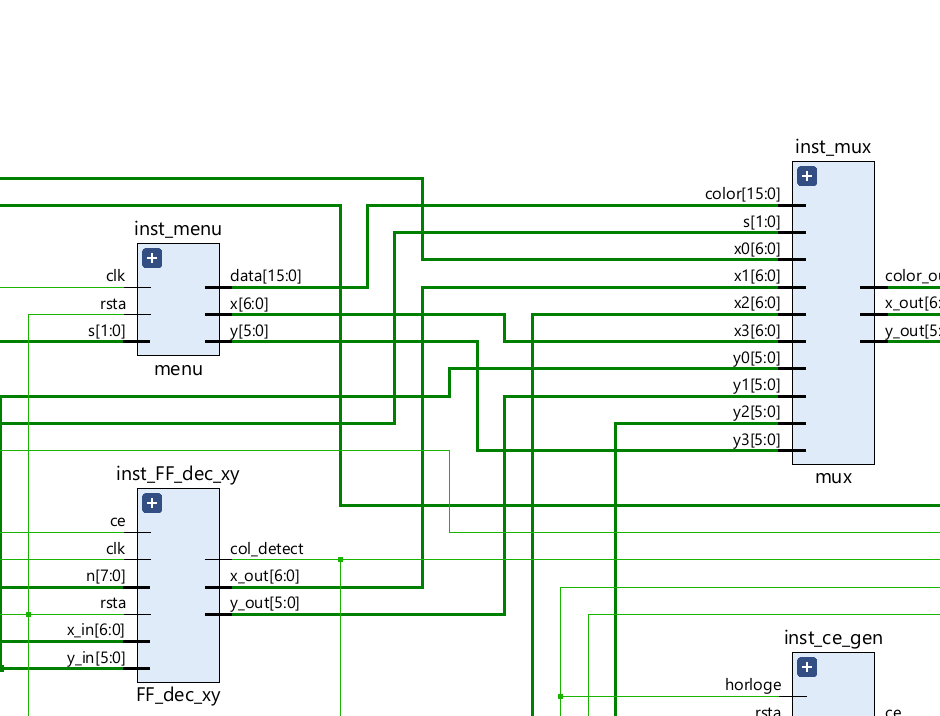 inst_mux
color[15:0]
s[1:0]
x0[6:0]
x1[6:0]
x2[6:0]
x3[6:0]
y0[5:0]
y1[5:0]
y2[5:0]
y3[5:0]
color_ou
x_out[6:
y_out[5:
mux
inst_menu
clk
rsta
s[1:0]
data[15:0]
x[6:0]
y[5:0]
menu
inst_FF_dec_xy
ce
clk
n[7:0]
rsta
x_in[6:0]
y_in[5:0]
col_detect
x_out[6:0]
y_out[5:0]
FF_dec_xy
inst_ce_gen
horloge
rsta
ce